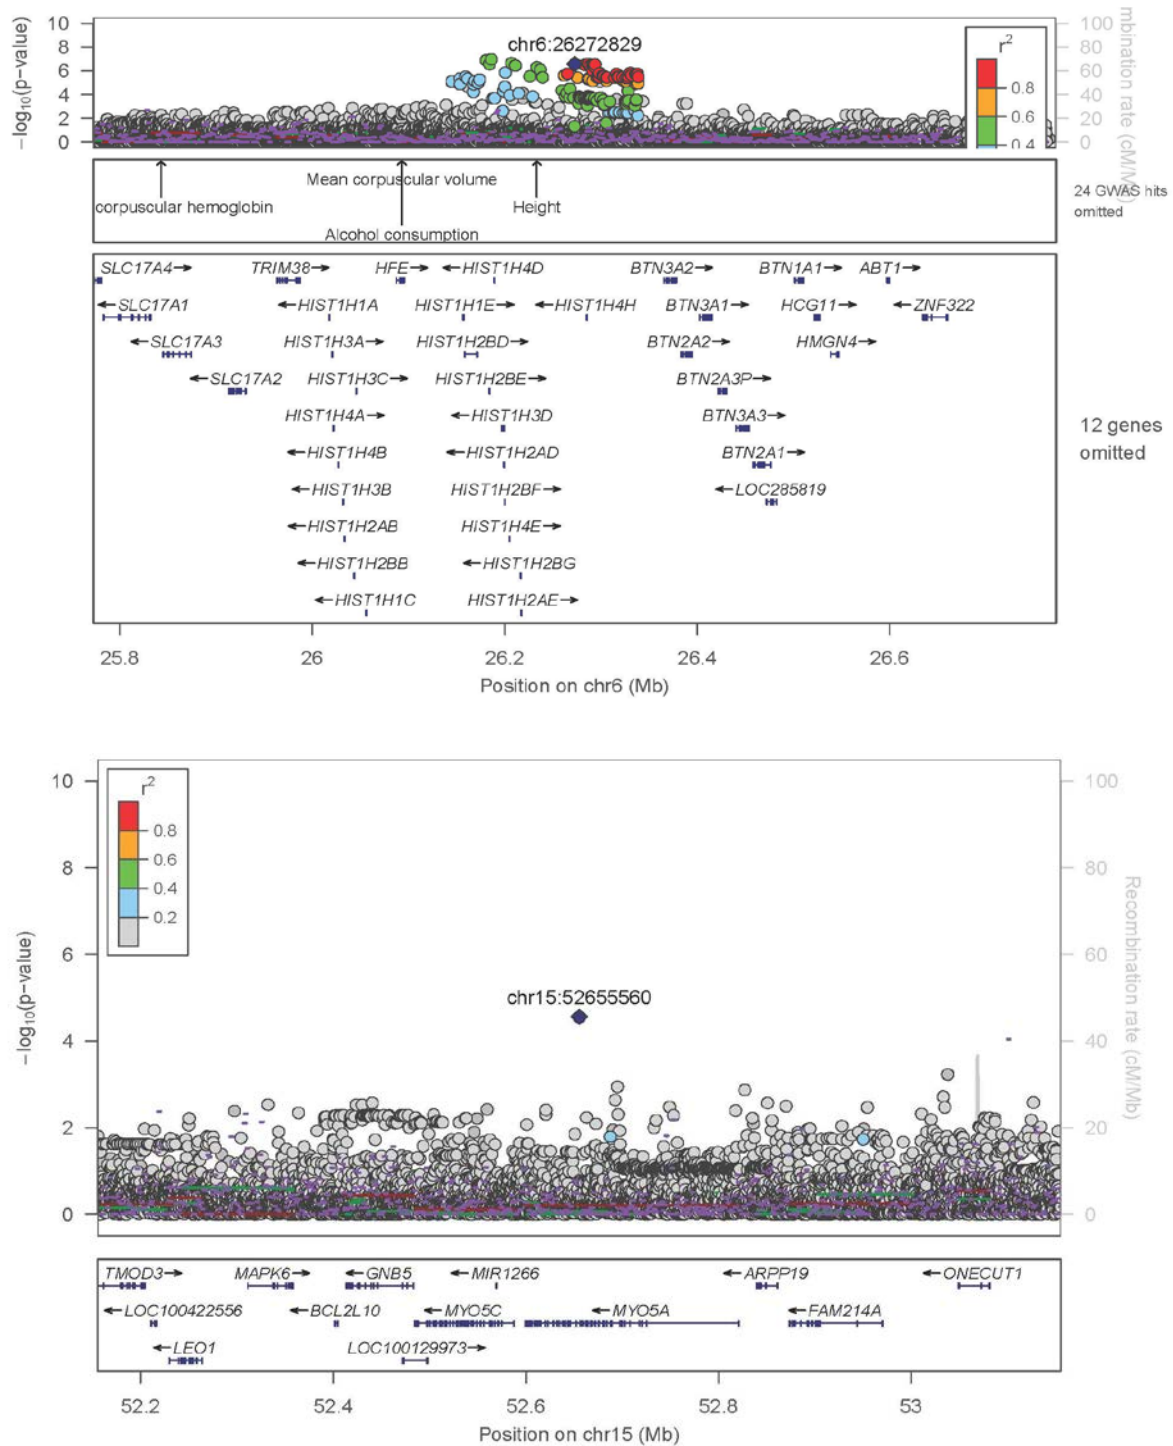 10
8
6
4
2
0
−log10(p−value)
chr6:26272829
r2
0.8
0.6
0.4
100
80
60
40
20
0
mbination rate (cM/Mb)
Mean corpuscular volume
corpuscular hemoglobin
Height
Alcohol consumption
24 GWAS hits
omitted
SLC17A4→ TRIM38→ HFE→ ←HIST1H4D BTN3A2→ BTN1A1→ ABT1→
←SLC17A1 ←HIST1H1A HIST1H1E→ ←HIST1H4H BTN3A1→ HCG11→ ←ZNF322
←SLC17A3 HIST1H3A→ HIST1H2BD→ BTN2A2→ HMGN4→
←SLC17A2 HIST1H3C→ HIST1H2BE→ BTN2A3P→
HIST1H4A→ ←HIST1H3D BTN3A3→
←HIST1H4B ←HIST1H2AD BTN2A1→
←HIST1H3B HIST1H2BF→ ←LOC285819
←HIST1H2AB HIST1H4E→
←HIST1H2BB ←HIST1H2BG
←HIST1H1C HIST1H2AE→
12 genes
omitted
25.8 26 26.2 26.4 26.6
Position on chr6 (Mb)
10
8
6
4
2
0
−log10(p−value)
r2
0.8
0.6
0.4
0.2
chr15:52655560
100
80
60
40
20
0
Recombination rate (cM/Mb)
TMOD3→ MAPK6→ ←GNB5 ←MIR1266 ←ARPP19 ←ONECUT1
←LOC100422556 ←BCL2L10 ←MYO5C ←MYO5A ←FAM214A
←LEO1 LOC100129973→
52.2 52.4 52.6 52.8 53
Position on chr15 (Mb)